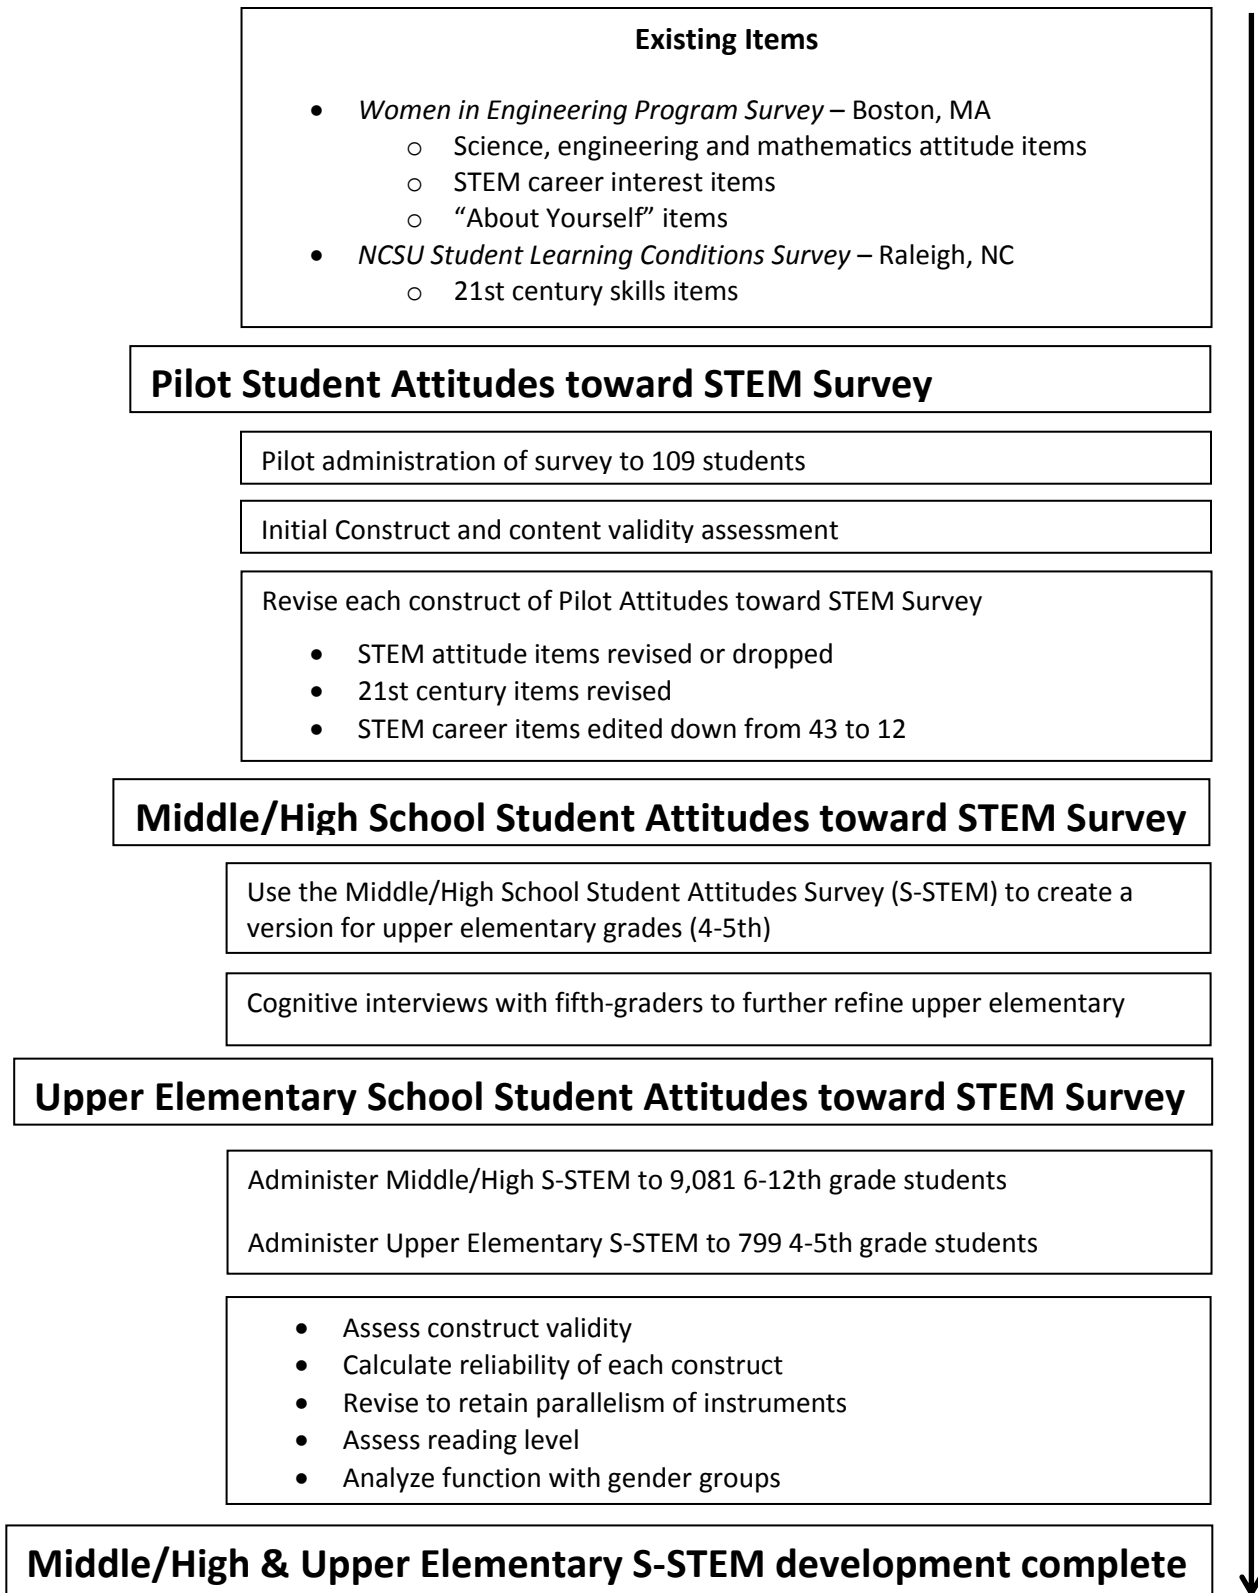 Existing Items
• Women in Engineering Program Survey – Boston, MA
o Science, engineering and mathematics attitude items
o STEM career interest items
o “About Yourself” items
• NCSU Student Learning Conditions Survey – Raleigh, NC
o 21st century skills items
Pilot Student Attitudes toward STEM Survey
Pilot administration of survey to 109 students
Initial Construct and content validity assessment
Revise each construct of Pilot Attitudes toward STEM Survey
• STEM attitude items revised or dropped
• 21st century items revised
• STEM career items edited down from 43 to 12
Middle/High School Student Attitudes toward STEM Survey
Use the Middle/High School Student Attitudes Survey (S-STEM) to create a
version for upper elementary grades (4-5th)
Cognitive interviews with fifth-graders to further refine upper elementary
Upper Elementary School Student Attitudes toward STEM Survey
Administer Middle/High S-STEM to 9,081 6-12th grade students
Administer Upper Elementary S-STEM to 799 4-5th grade students
• Assess construct validity
• Calculate reliability of each construct
• Revise to retain parallelism of instruments
• Assess reading level
• Analyze function with gender groups
Middle/High & Upper Elementary S-STEM development complete